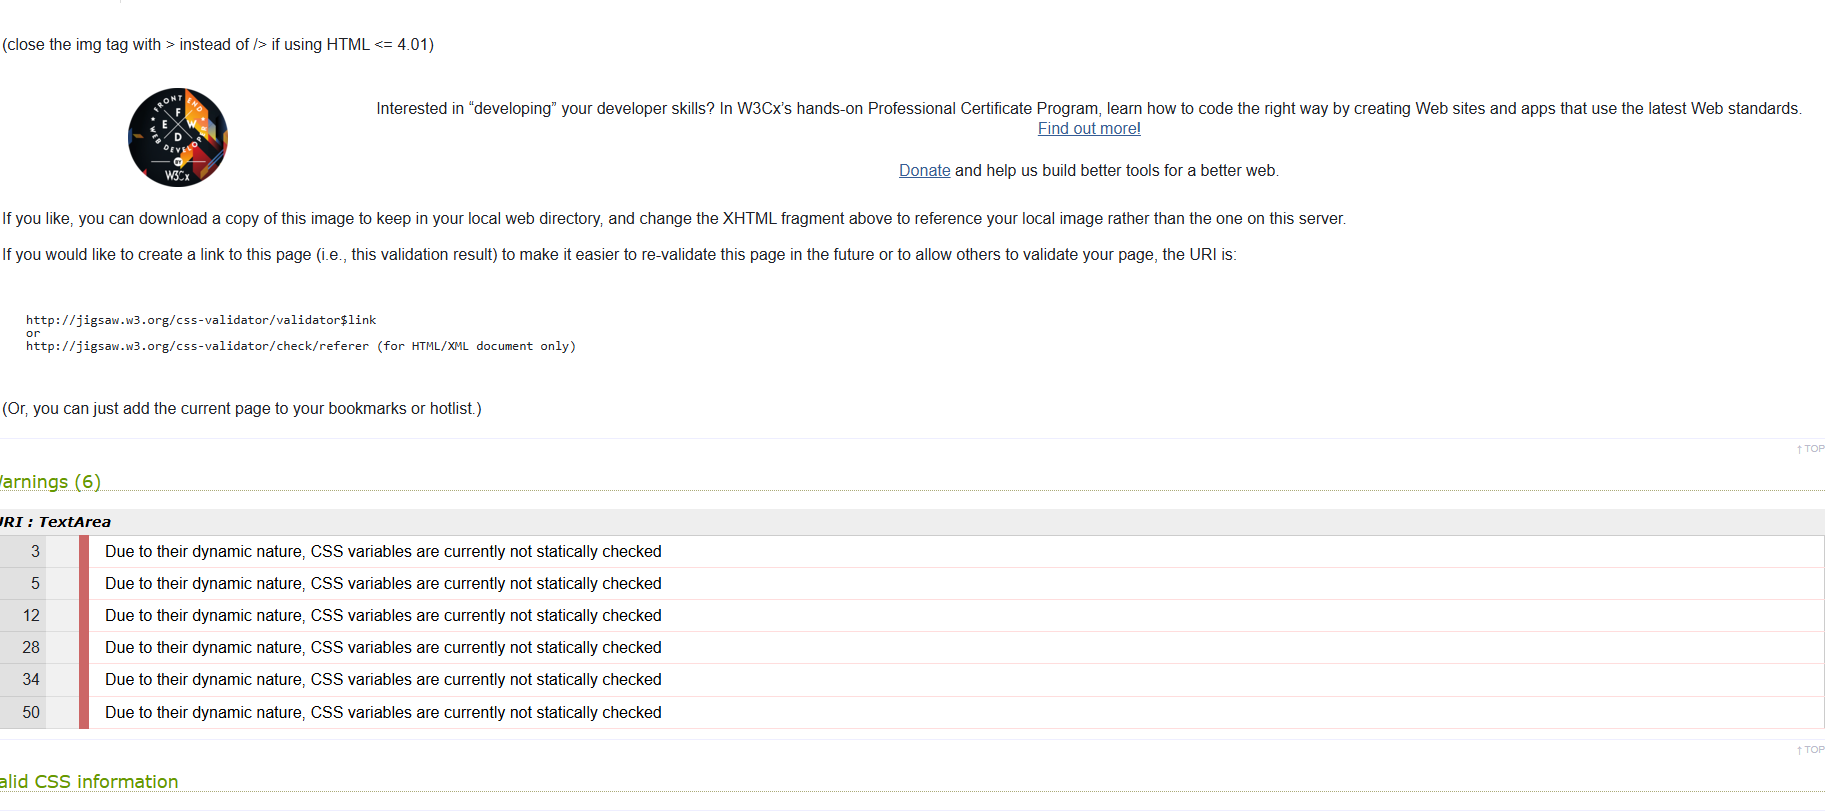 (close the img tag with > instead of /> if using HTML <= 4.01)
FRONT END
F
E W
D
WEB DEVELOPER
BY
W3Cx
Interested in “developing” your developer skills? In W3Cx’s hands-on Professional Certificate Program, learn how to code the right way by creating Web sites and apps that use the latest Web standards.
Find out more!
Donate and help us build better tools for a better web.
If you like, you can download a copy of this image to keep in your local web directory, and change the XHTML fragment above to reference your local image rather than the one on this server.
If you would like to create a link to this page (i.e., this validation result) to make it easier to re-validate this page in the future or to allow others to validate your page, the URI is:
http://jigsaw.w3.org/css-validator/validator$link
or
http://jigsaw.w3.org/css-validator/check/referer (for HTML/XML document only)
(Or, you can just add the current page to your bookmarks or hotlist.)
↑ TOP
arnings (6)
RI : TextArea
3 Due to their dynamic nature, CSS variables are currently not statically checked
5 Due to their dynamic nature, CSS variables are currently not statically checked
12 Due to their dynamic nature, CSS variables are currently not statically checked
28 Due to their dynamic nature, CSS variables are currently not statically checked
34 Due to their dynamic nature, CSS variables are currently not statically checked
50 Due to their dynamic nature, CSS variables are currently not statically checked
↑ TOP
alid CSS information